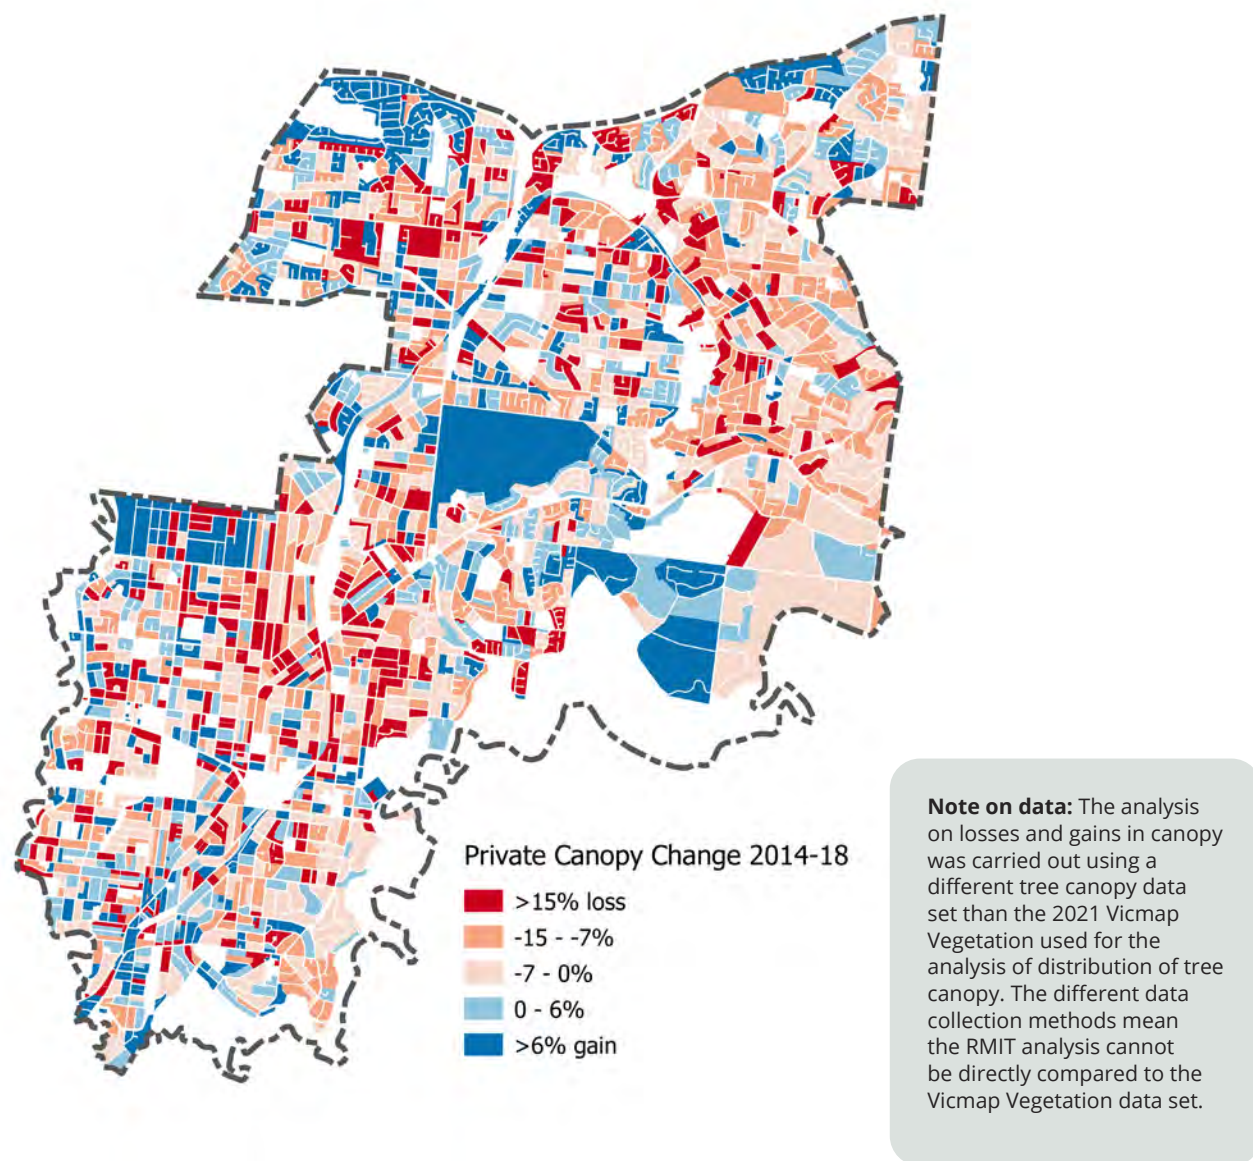 Private Canopy Change 2014-18
>15% loss
-15 - -7%
-7 - 0%
0 - 6%
>6% gain
Note on data: The analysis
on losses and gains in canopy
was carried out using a
different tree canopy data
set than the 2021 Vicmap
Vegetation used for the
analysis of distribution of tree
canopy. The different data
collection methods mean
the RMIT analysis cannot
be directly compared to the
Vicmap Vegetation data set.